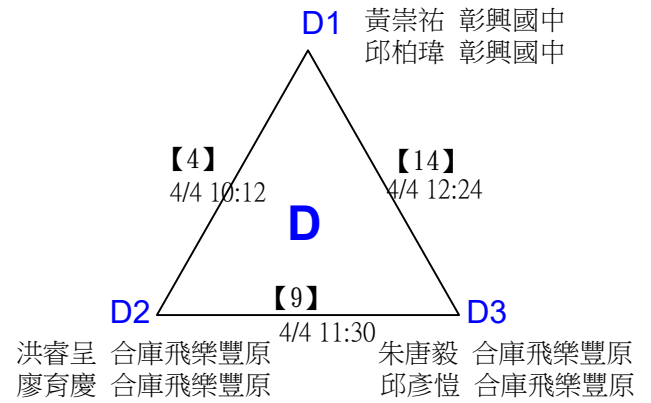 D1 黃崇祐 彰興國中
邱柏瑋 彰興國中
【4】
4/4 10:12
【14】
4/4 12:24
D
【9】
4/4 11:30
D2
D3
洪睿呈 合庫飛樂豐原
廖育慶 合庫飛樂豐原
朱唐毅 合庫飛樂豐原
邱彥愷 合庫飛樂豐原